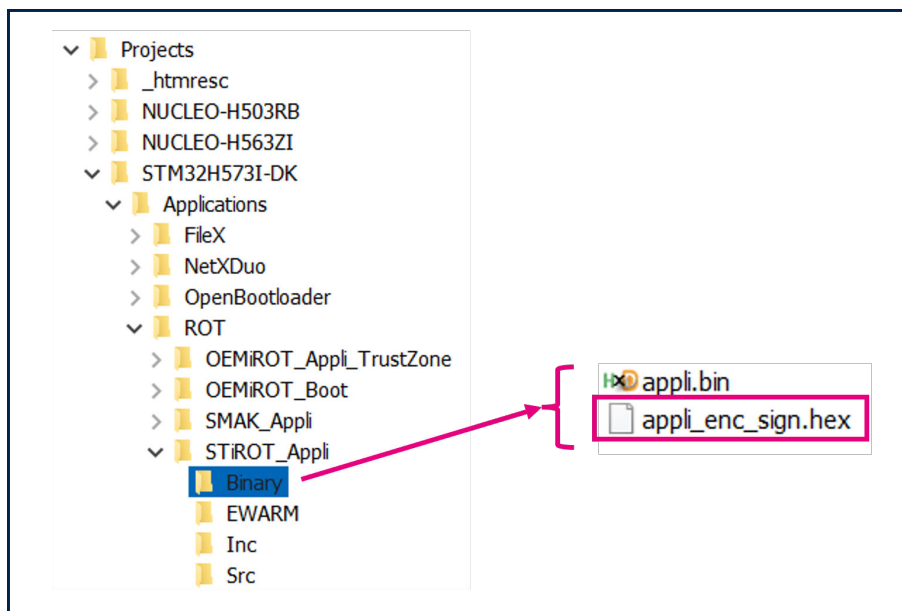 Projects
_htmresc
NUCLEO-H503RB
NUCLEO-H563ZI
STM32H573I-DK
Applications
FileX
NetXDuo
OpenBootloader
ROT
OEMiROT_Appli_TrustZone
OEMiROT_Boot
SMAK_Appli
STiROT_Appli
Binary
EWARM
Inc
Src
HxD appli.bin
appli_enc_sign.hex